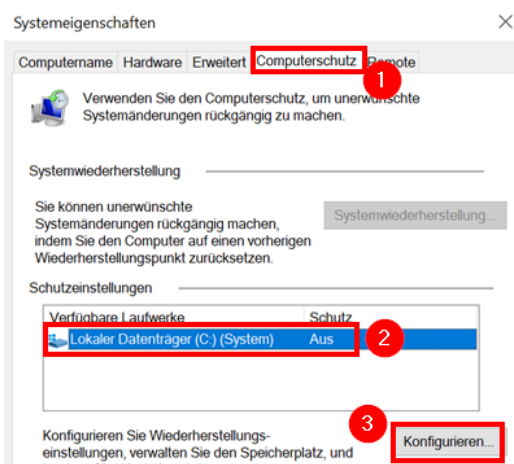 Systemeigenschaften
Computername Hardware Erweitert Computerschutz Remote
1
Verwenden Sie den Computerschutz, um unerwünschte
Systemänderungen rückgängig zu machen.
Systemwiederherstellung
Sie können unerwünschte
Systemänderungen rückgängig machen,
indem Sie den Computer auf einen vorherigen
Wiederherstellungspunkt zurücksetzen.
Systemwiederherstellung...
Schutzeinstellungen
Verfügbare Laufwerke Schutz
Lokaler Datenträger (C:) (System) Aus
2
3
Konfigurieren Sie Wiederherstellungs-
einstellungen, verwalten Sie den Speicherplatz, und
Konfigurieren...